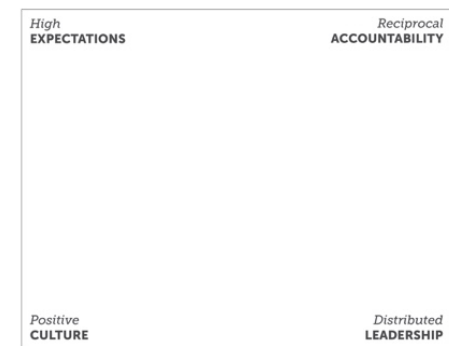 High
EXPECTATIONS
Reciprocal
ACCOUNTABILITY
Positive
CULTURE
Distributed
LEADERSHIP